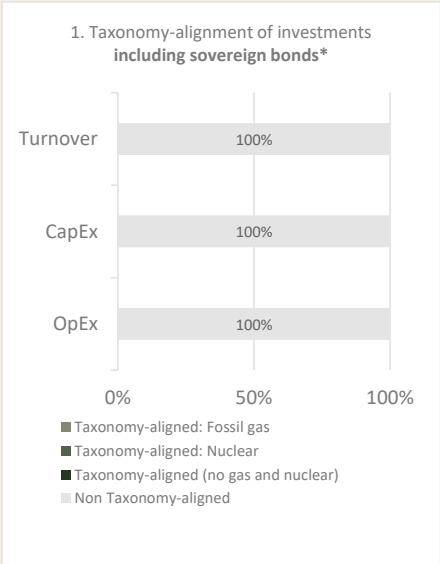 1. Taxonomy-alignment of investments
including sovereign bonds*
Turnover
100%
CapEx
100%
OpEx
100%
0%
50%
100%
Taxonomy-aligned: Fossil gas
Taxonomy-aligned: Nuclear
Taxonomy-aligned (no gas and nuclear)
Non Taxonomy-aligned